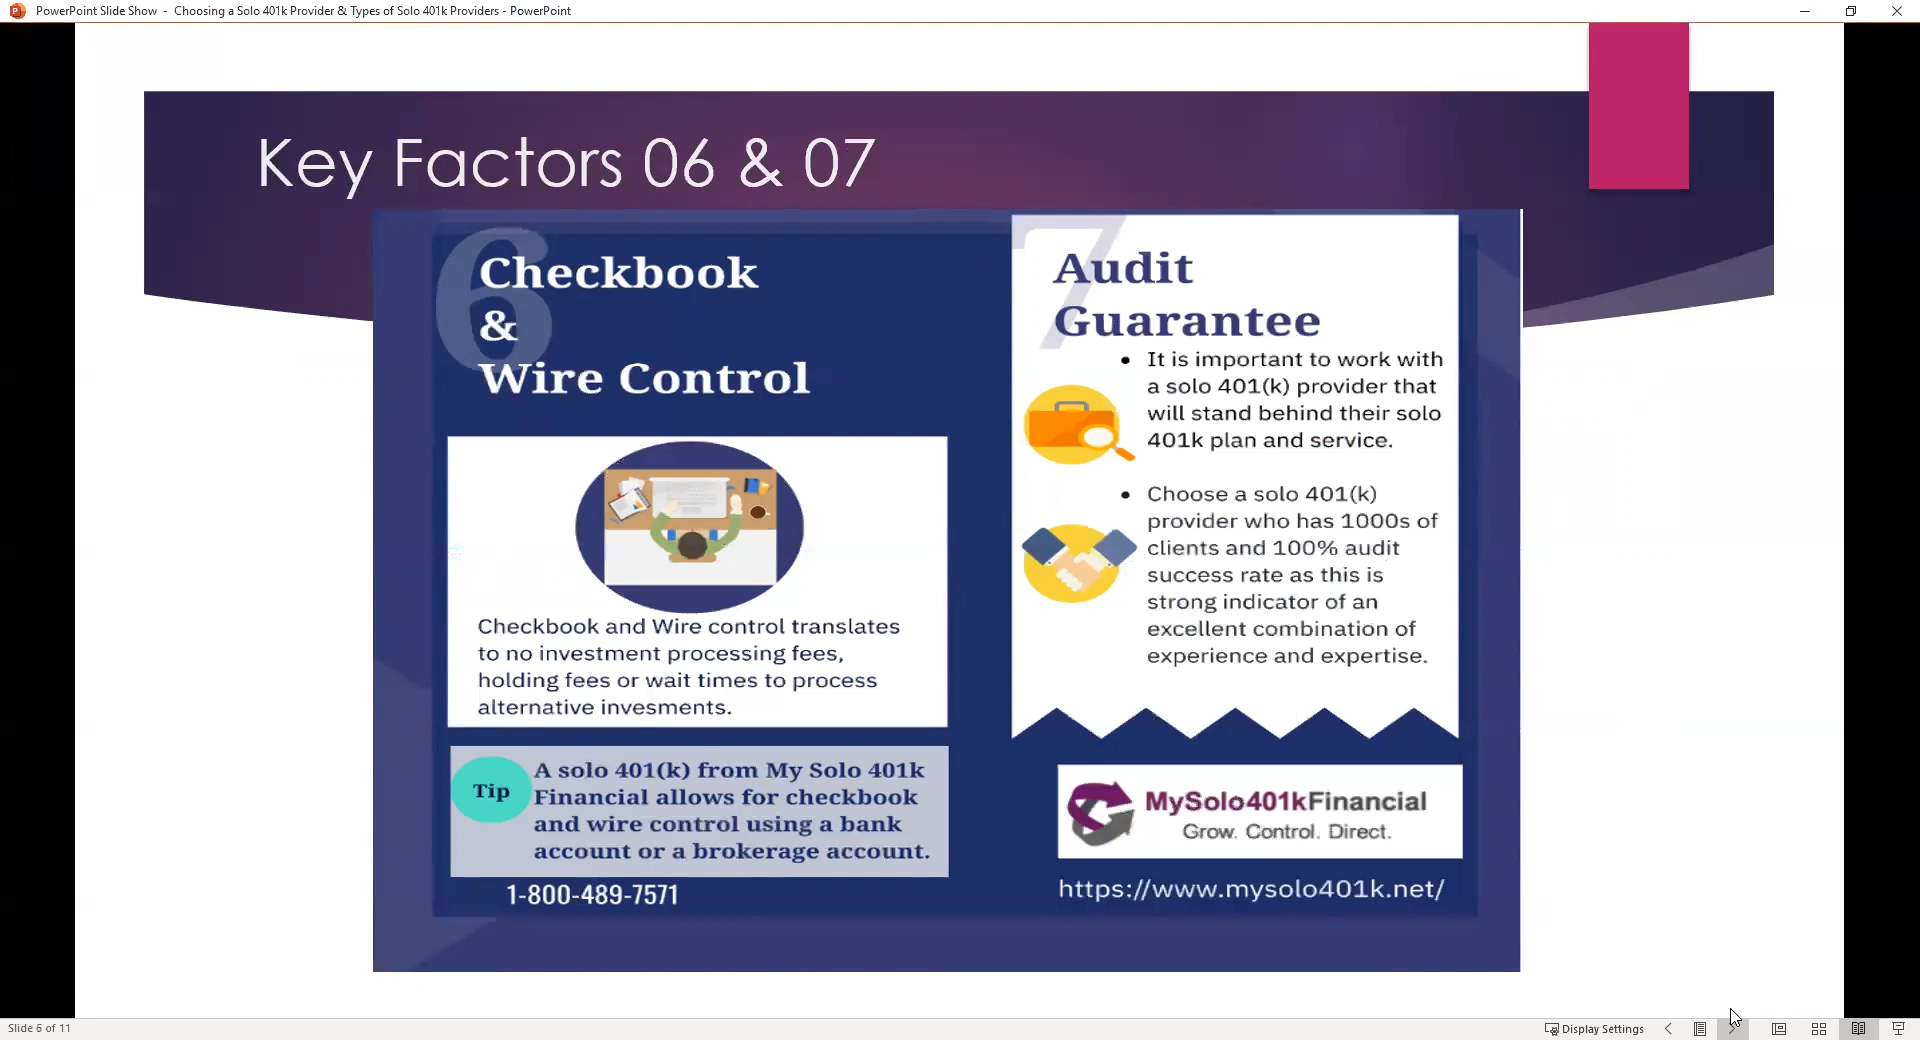 PowerPoint Slide Show - Choosing a Solo 401k Provider & Types of Solo 401k Providers - PowerPoint
Key Factors 06 & 07
6
Checkbook
&
Wire Control
Checkbook and Wire control translates
to no investment processing fees,
holding fees or wait times to process
alternative invesments.
Tip
A solo 401(k) from My Solo 401k
Financial allows for checkbook
and wire control using a bank
account or a brokerage account.
1-800-489-7571
7
Audit
Guarantee
• It is important to work with
a solo 401(k) provider that
will stand behind their solo
401k plan and service.
• Choose a solo 401(k)
provider who has 1000s of
clients and 100% audit
success rate as this is
strong indicator of an
excellent combination of
experience and expertise.
MySolo401kFinancial
Grow. Control. Direct.
https://www.mysolo401k.net/
Slide 6 of 11
Display Settings